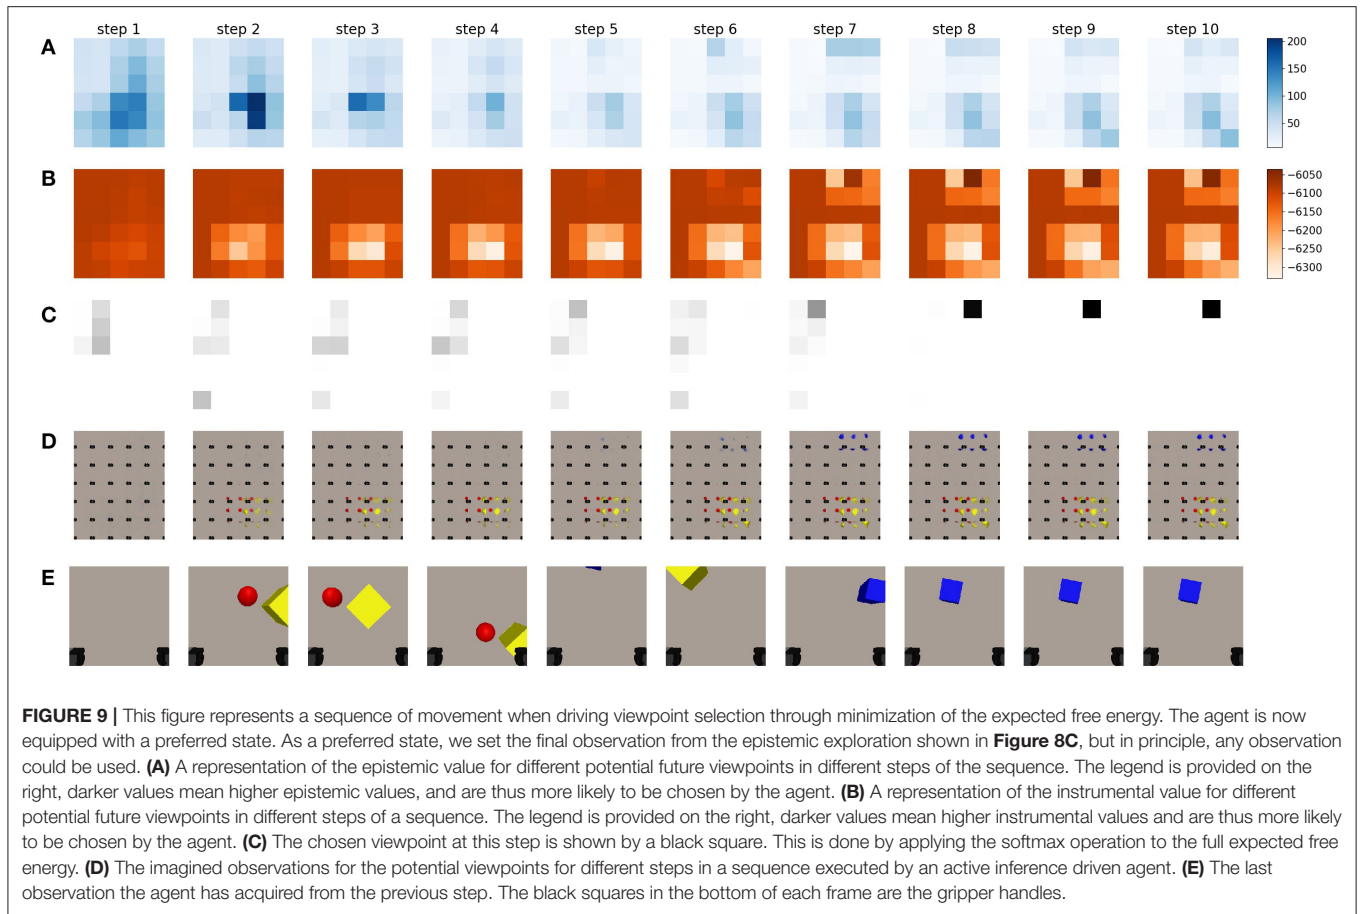 step 1 step 2 step 3 step 4 step 5 step 6 step 7 step 8 step 9 step 10
A
200
150
100
50
B
−6050
−6100
−6150
−6200
−6250
−6300
C
D
E
FIGURE 9 | This figure represents a sequence of movement when driving viewpoint selection through minimization of the expected free energy. The agent is now
equipped with a preferred state. As a preferred state, we set the final observation from the epistemic exploration shown in Figure 8C, but in principle, any observation
could be used. (A) A representation of the epistemic value for different potential future viewpoints in different steps of the sequence. The legend is provided on the
right, darker values mean higher epistemic values, and are thus more likely to be chosen by the agent. (B) A representation of the instrumental value for different
potential future viewpoints in different steps of a sequence. The legend is provided on the right, darker values mean higher instrumental values and are thus more likely
to be chosen by the agent. (C) The chosen viewpoint at this step is shown by a black square. This is done by applying the softmax operation to the full expected free
energy. (D) The imagined observations for the potential viewpoints for different steps in a sequence executed by an active inference driven agent. (E) The last
observation the agent has acquired from the previous step. The black squares in the bottom of each frame are the gripper handles.